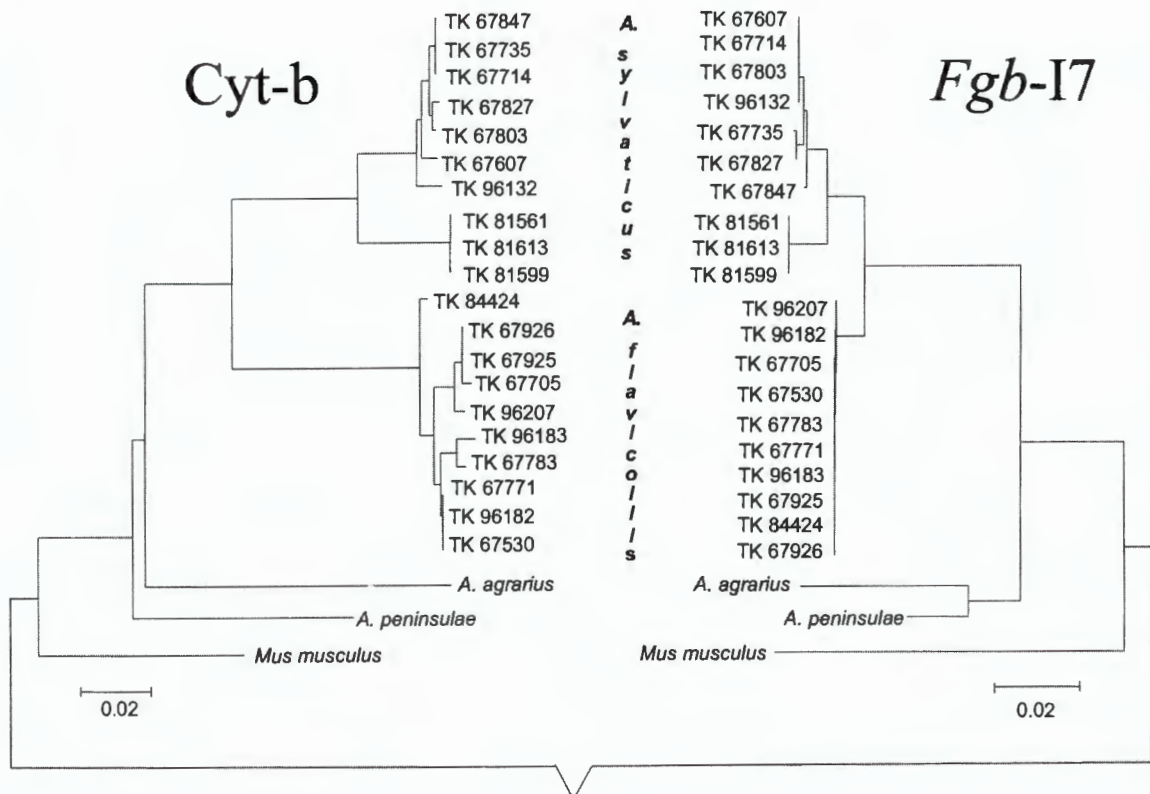 Cyt-b
TK 67847
TK 67735
TK 67714
TK 67827
TK 67803
TK 67607
TK 96132
TK 81561
TK 81613
TK 81599
TK 84424
TK 67926
TK 67925
TK 67705
TK 96207
TK 96183
TK 67783
TK 67771
TK 96182
TK 67530
A. agrarius
A. peninsulae
Mus musculus
0.02
A. sylvaticus
A. flavicollis
Fgb-I7
TK 67607
TK 67714
TK 67803
TK 96132
TK 67735
TK 67827
TK 67847
TK 81561
TK 81613
TK 81599
TK 96207
TK 96182
TK 67705
TK 67530
TK 67783
TK 67771
TK 96183
TK 67925
TK 84424
TK 67926
A. agrarius
A. peninsulae
Mus musculus
0.02